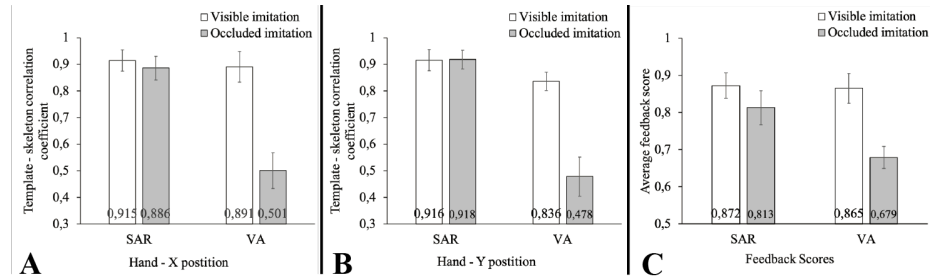 Visible imitation
Occluded imitation
Template - skeleton correlation
coefficient
1
0,9
0,8
0,7
0,6
0,5
0,4
0,3
0,915
0,886
0,891
0,501
SAR
VA
Hand - X postition
A
Visible imitation
Occluded imitation
Template - skeleton correlation
coefficient
1
0,9
0,8
0,7
0,6
0,5
0,4
0,3
0,916
0,918
0,836
0,478
SAR
VA
Hand - Y postition
B
Visible imitation
Occluded imitation
Average feedback score
1
0,9
0,8
0,7
0,6
0,5
0,872
0,813
0,865
0,679
SAR
VA
Feedback Scores
C